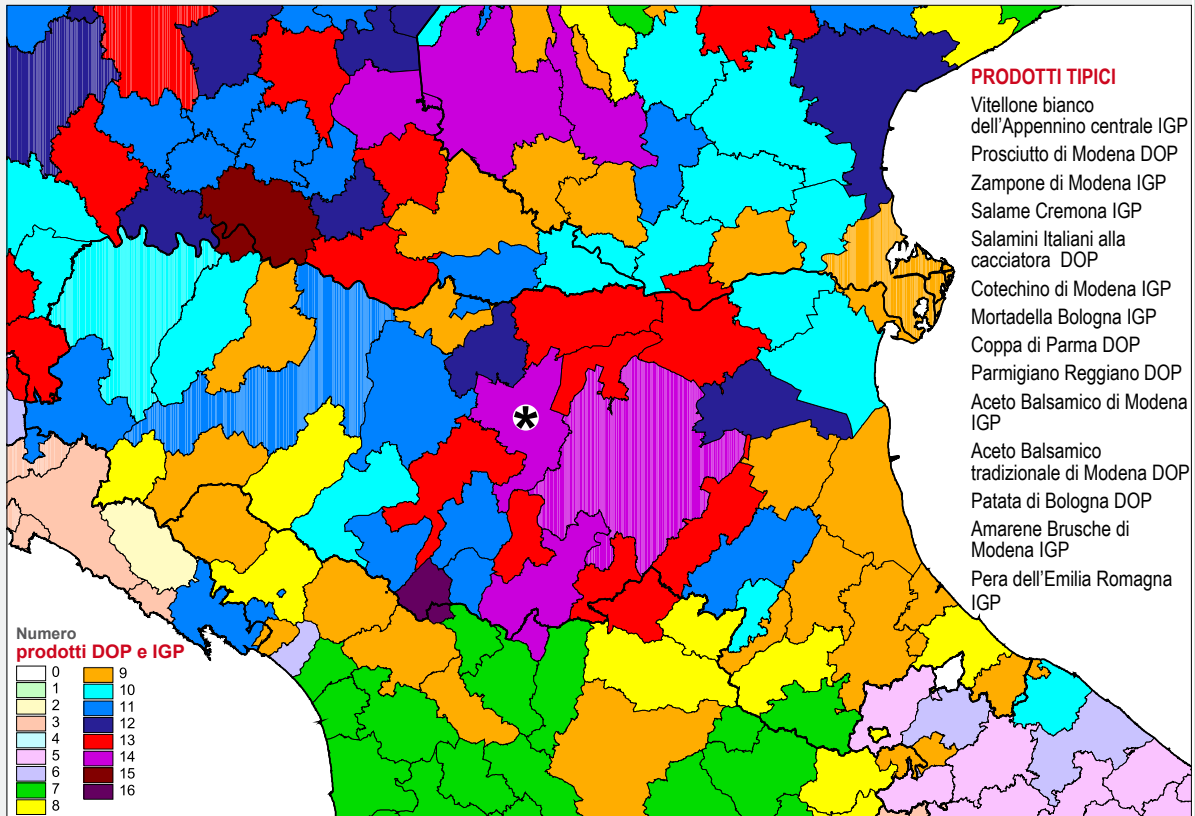 PRODOTTI TIPICI
Vitellone bianco
dell'Appennino centrale IGP
Prosciutto di Modena DOP
Zampone di Modena IGP
Salame Cremona IGP
Salamini Italiani alla
cacciatora DOP
Cotechino di Modena IGP
Mortadella Bologna IGP
Coppa di Parma DOP
Parmigiano Reggiano DOP
Aceto Balsamico di Modena
IGP
Aceto Balsamico
tradizionale di Modena DOP
Patata di Bologna DOP
Amarene Brusche di
Modena IGP
Pera dell'Emilia Romagna
IGP
*
Numero
prodotti DOP e IGP
0
1
2
3
4
5
6
7
8
9
10
11
12
13
14
15
16